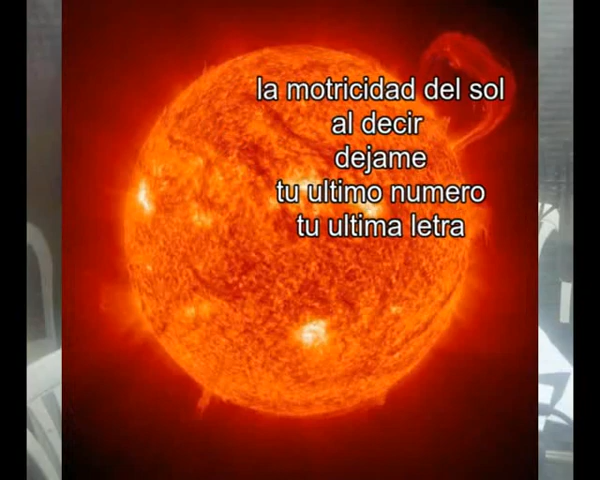 la motricidad del sol
al decir
dejame
tu ultimo numero
tu ultima letra